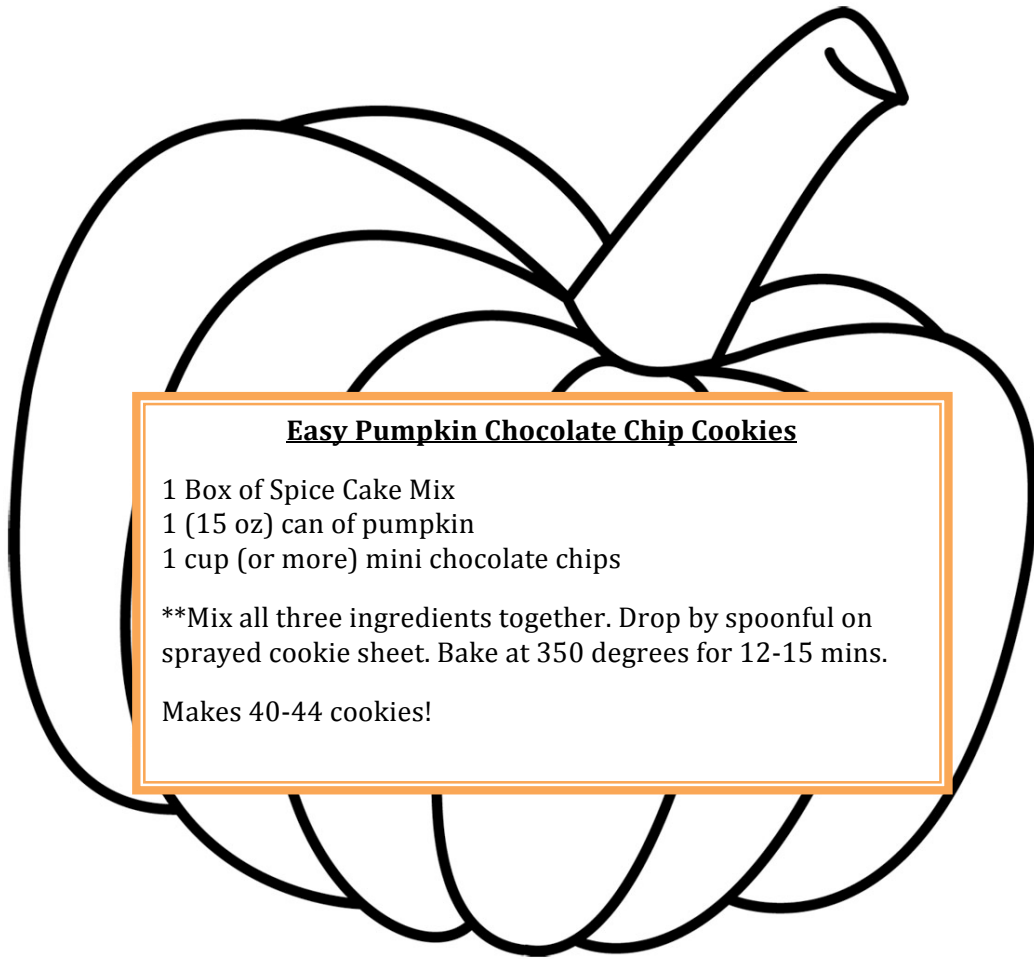 Easy Pumpkin Chocolate Chip Cookies
1 Box of Spice Cake Mix
1 (15 oz) can of pumpkin
1 cup (or more) mini chocolate chips
**Mix all three ingredients together. Drop by spoonful on
sprayed cookie sheet. Bake at 350 degrees for 12-15 mins.
Makes 40-44 cookies!